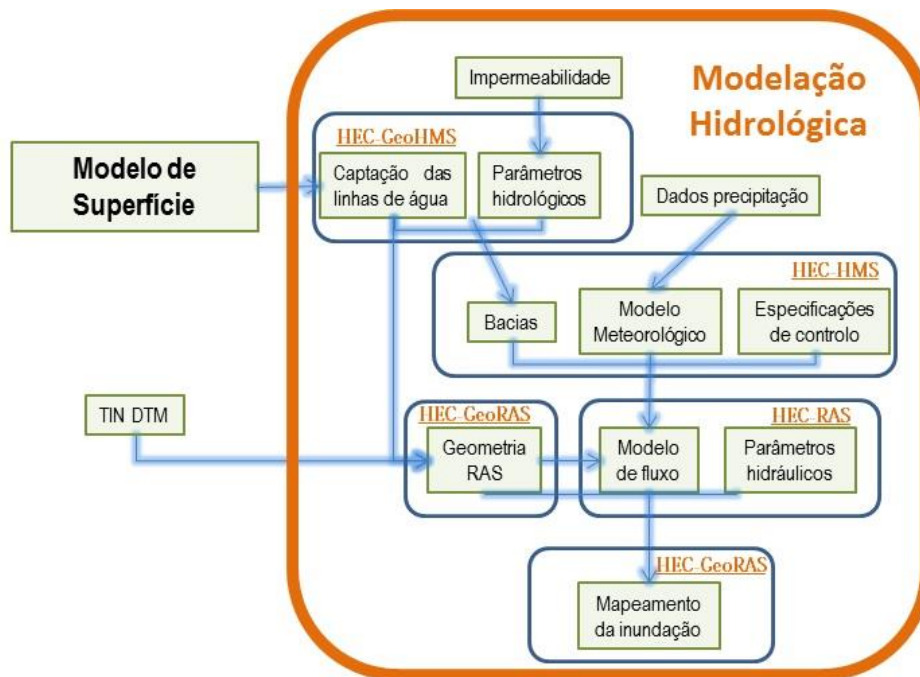 Modelação
Hidrológica
Impermeabilidade
HEC-GeoHMS
Modelo de
Superfície
Captação das
linhas de água
Parâmetros
hidrológicos
Dados precipitação
HEC-HMS
Bacias
Modelo
Meteorológico
Especificações
de controlo
TIN DTM
HEC-GeoRAS
Geometria
RAS
HEC-RAS
Modelo
de fluxo
Parâmetros
hidráulicos
HEC-GeoRAS
Mapeamento
da inundação